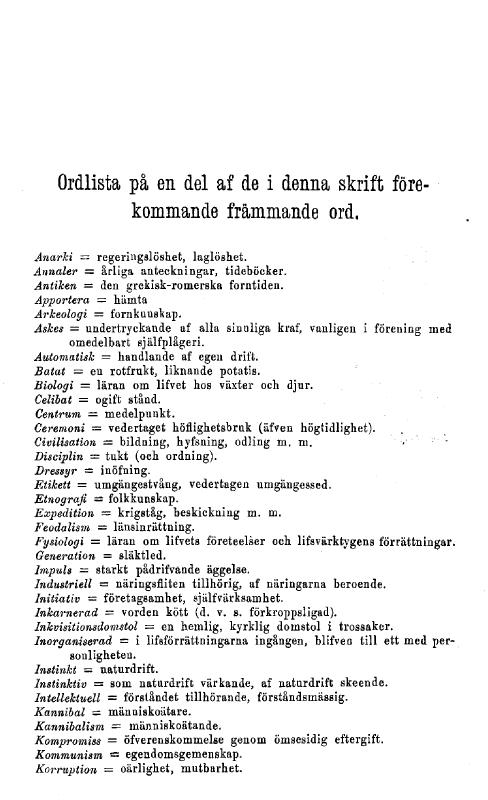 Ordlista på en del af de i denna skrift före-
kommande främmande ord.
Anarki = regeringslöshet, laglöshet.
Annaler = årliga anteckningar, tideböcker.
Antiken = den grekisk-romerska forntiden.
Apportera = hämta
Arkeologi = fornkunskap.
Askes = undertryckande af alla sinnliga kraf, vanligen i förening med
omedelbart själfplågeri.
Automatisk = handlande af egen drift.
Batat = en rotfrukt, liknande potatis.
Biologi = läran om lifvet hos växter och djur.
Celibat = ogift stånd.
Centrum = medelpunkt.
Ceremoni = vedertaget höflighetsbruk (äfven högtidlighet).
Civilisation = bildning, hyfsning, odling m. m.
Disciplin = tukt (och ordning).
Dressyr = inöfning.
Etikett = umgängestvång, vedertagen umgängessed.
Etnografi = folkkunskap.
Expedition = krigståg, beskickning m. m.
Feodalism = länsinrättning.
Fysiologi = läran om lifvets företeelser och lifsvärktygens förrättningar.
Generation = släktled.
Impuls = starkt pådrifvande äggelse.
Industriell = näringsfliten tillhörig, af näringarna beroende.
Initiativ = företagsamhet, själfvärksamhet.
Inkarnerad = vorden kött (d. v. s. förkroppsligad).
Inkvisitionsdomstol = en hemlig, kyrklig domstol i trossaker.
Inorganiserad = i lifsförrättningarna ingången, blifven till ett med per-
sonligheten.
Instinkt = naturdrift.
Instinktiv = som naturdrift värkande, af naturdrift skeende.
Intellektuell = förståndet tillhörande, förståndsmässig.
Kannibal = människoätare.
Kannibalism = människoätande.
Kompromiss = öfverenskommelse genom ömsesidig eftergift.
Kommunism = egendomsgemenskap.
Korruption = oärlighet, mutbarhet.